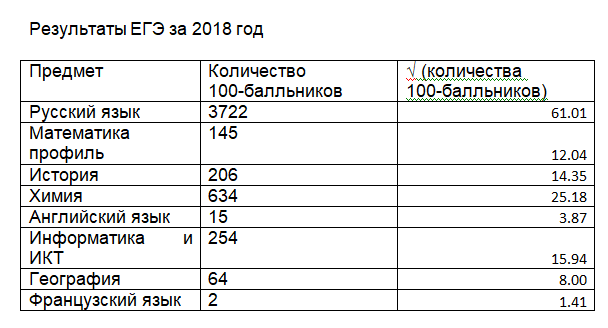 Результаты ЕГЭ за 2018 год
Предмет Количество 100-балльников √ (количества 100-балльников)
Русский язык 3722 61.01
Математика профиль 145 12.04
История 206 14.35
Химия 634 25.18
Английский язык 15 3.87
Информатика и ИКТ 254 15.94
География 64 8.00
Французский язык 2 1.41